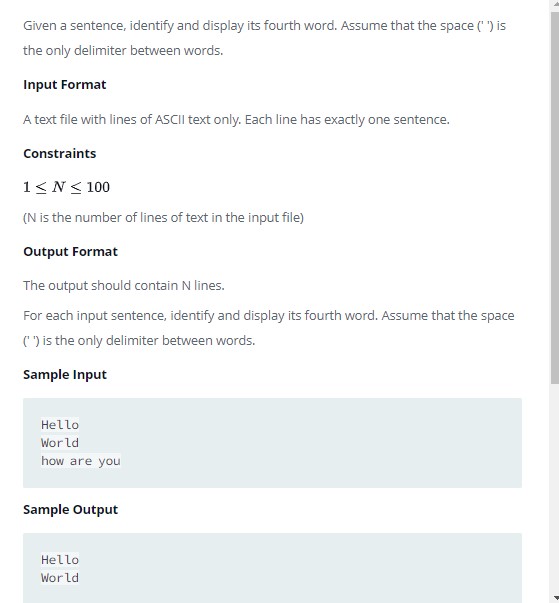 Given a sentence, identify and display its fourth word. Assume that the space (' ') is
the only delimiter between words.
Input Format
A text file with lines of ASCII text only. Each line has exactly one sentence.
Constraints
1 ≤ N ≤ 100
(N is the number of lines of text in the input file)
Output Format
The output should contain N lines.
For each input sentence, identify and display its fourth word. Assume that the space
(' ') is the only delimiter between words.
Sample Input
Hello
World
how are you
Sample Output
Hello
World